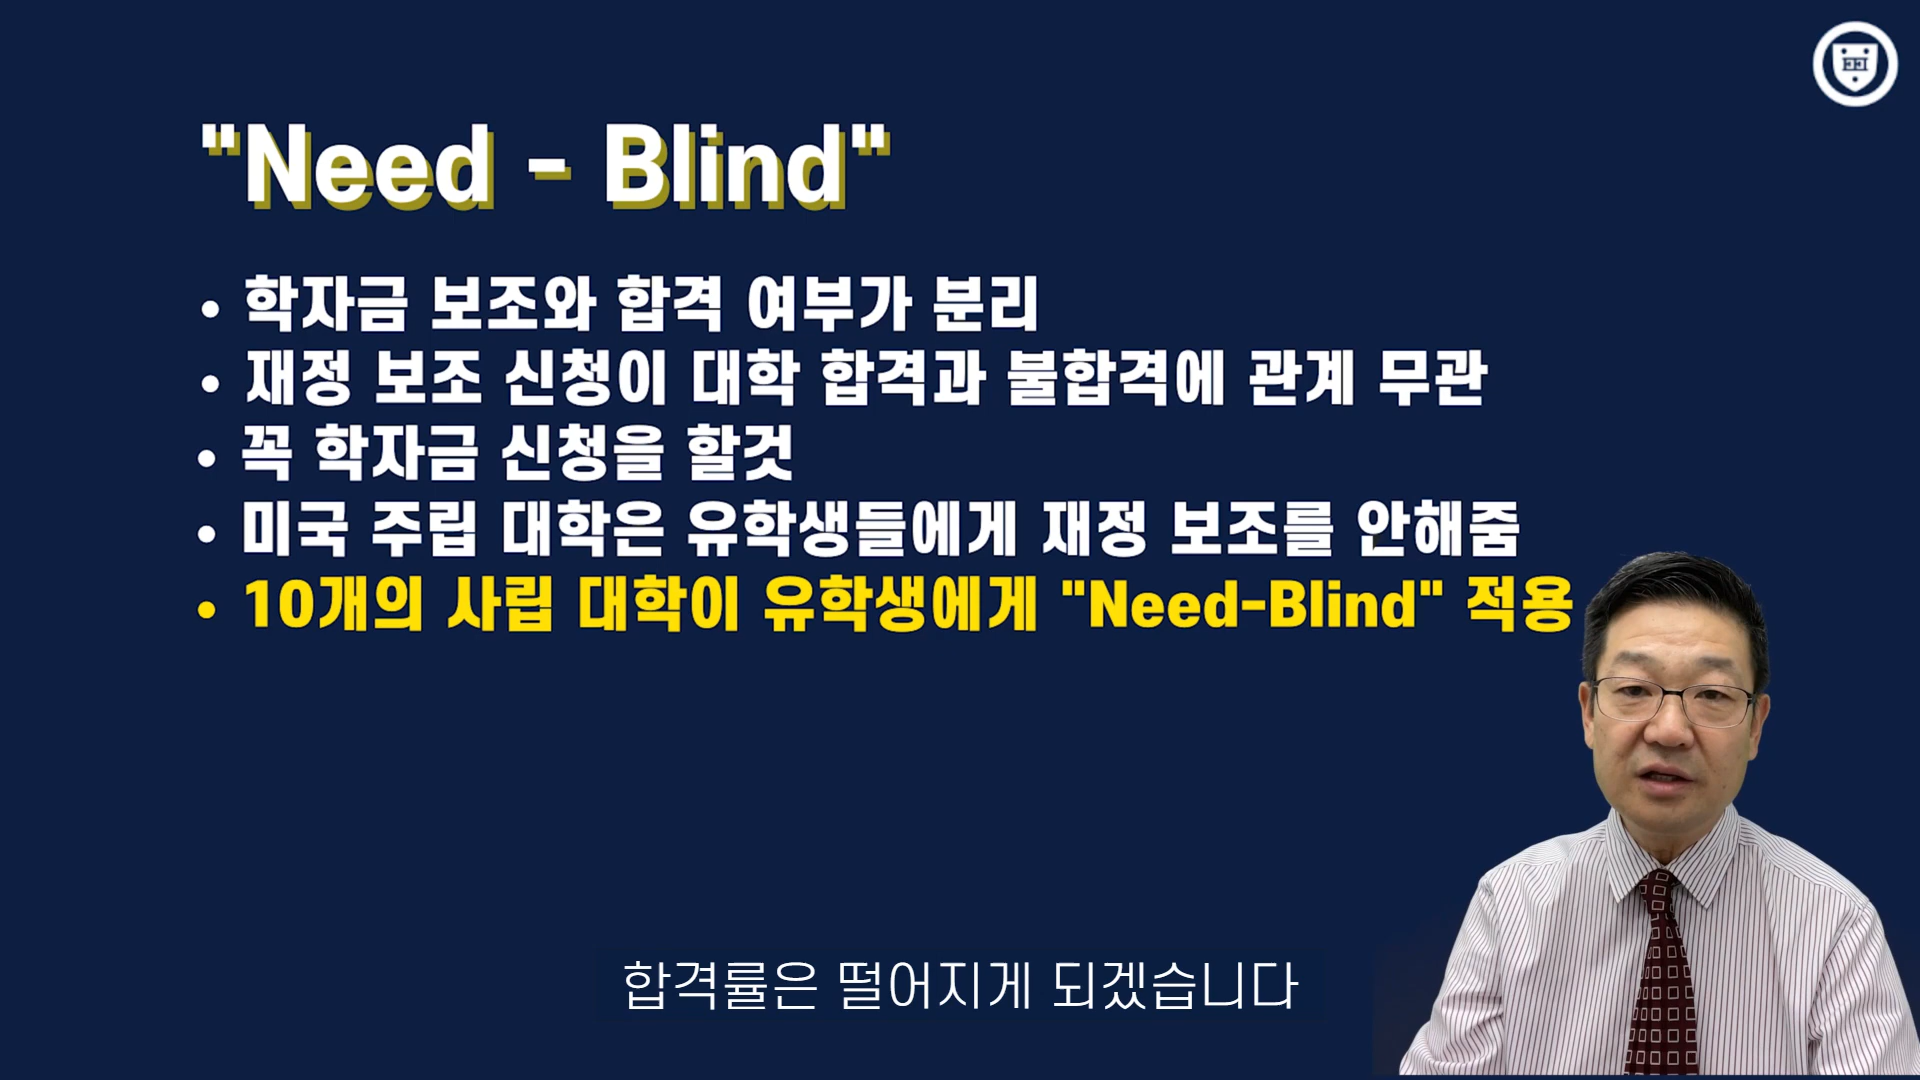 EEI
"Need - Blind"
• 학자금 보조와 합격 여부가 분리
• 재정 보조 신청이 대학 합격과 불합격에 관계 무관
• 꼭 학자금 신청을 할것
• 미국 주립 대학은 유학생들에게 재정 보조를 안해줌
• 10개의 사립 대학이 유학생에게 "Need-Blind" 적용
합격률은 떨어지게 되겠습니다